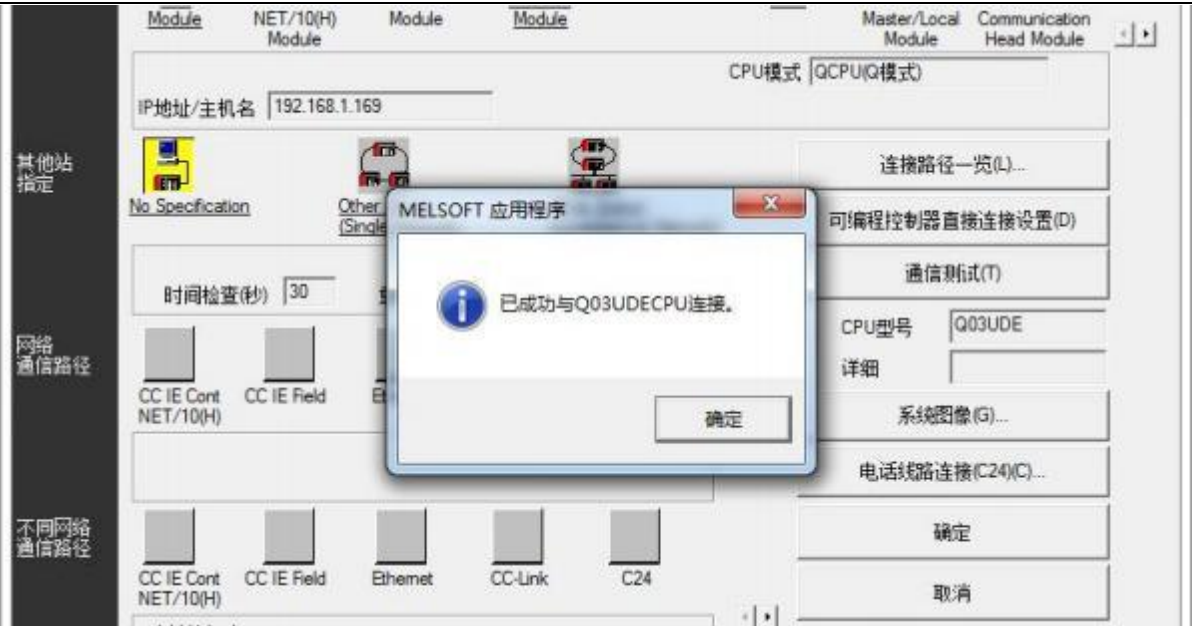 Module
NET/10(H)
Module
Module
Module
Master/Local
Module
Communication
Head Module
CPU模式 QCPU(Q模式)
IP地址/主机名 192.168.1.169
其他站
指定
No Specification
Other
(Single
连接路径一览(L)...
可编程控制器直接连接设置(D)
MELSOFT 应用程序
已成功与Q03UDECPU连接。
确定
通信测试(T)
时间检查(秒) 30
CPU型号 Q03UDE
详细
网络
通信路径
CC IE Cont
NET/10(H)
CC IE Field
系统图像(G)...
电话线路连接(C24)(C)...
不同网络
通信路径
CC IE Cont
NET/10(H)
CC IE Field
Ethernet
CC-Link
C24
确定
取消